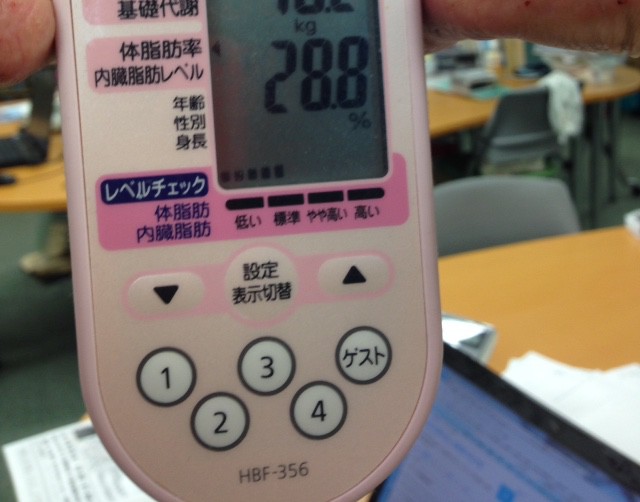 基礎代謝
kg
体脂肪率
内臓脂肪レベル
28.8
%
年齢
性別
身長
レベルチェック
体脂肪
内臓脂肪
低い 標準 やや高い 高い
設定
表示切替
1
3
ゲスト
2
4
HBF-356